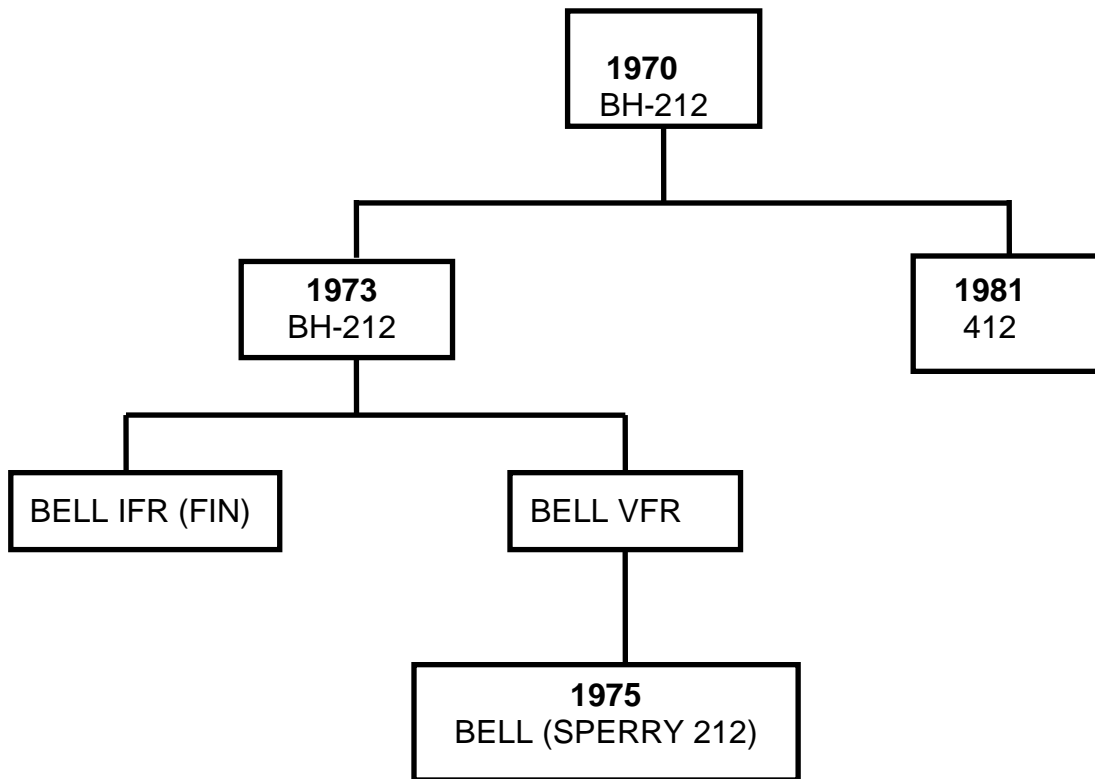 1970
BH-212
1973
BH-212
1981
412
BELL IFR (FIN)
BELL VFR
1975
BELL (SPERRY 212)